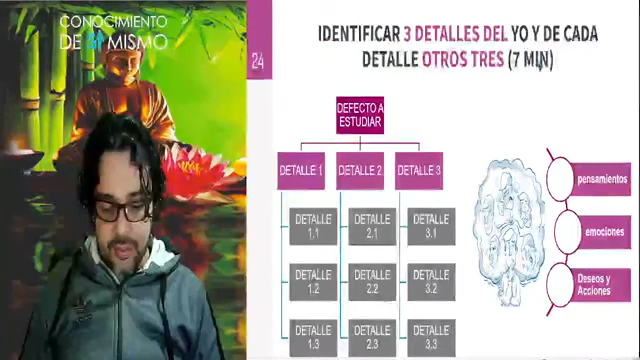 CONOCIMIENTO
DE SÍ MISMO
24
IDENTIFICAR 3 DETALLES DEL YO Y DE CADA
DETALLE OTROS TRES (7 MIN)
DEFECTO A
ESTUDIAR
DETALLE 1
DETALLE 2
DETALLE 3
DETALLE
1.1
DETALLE
2.1
DETALLE
3.1
DETALLE
1.2
DETALLE
2.2
DETALLE
3.2
DETALLE
1.3
DETALLE
2.3
DETALLE
3.3
pensamientos
emociones
Deseos y
Acciones